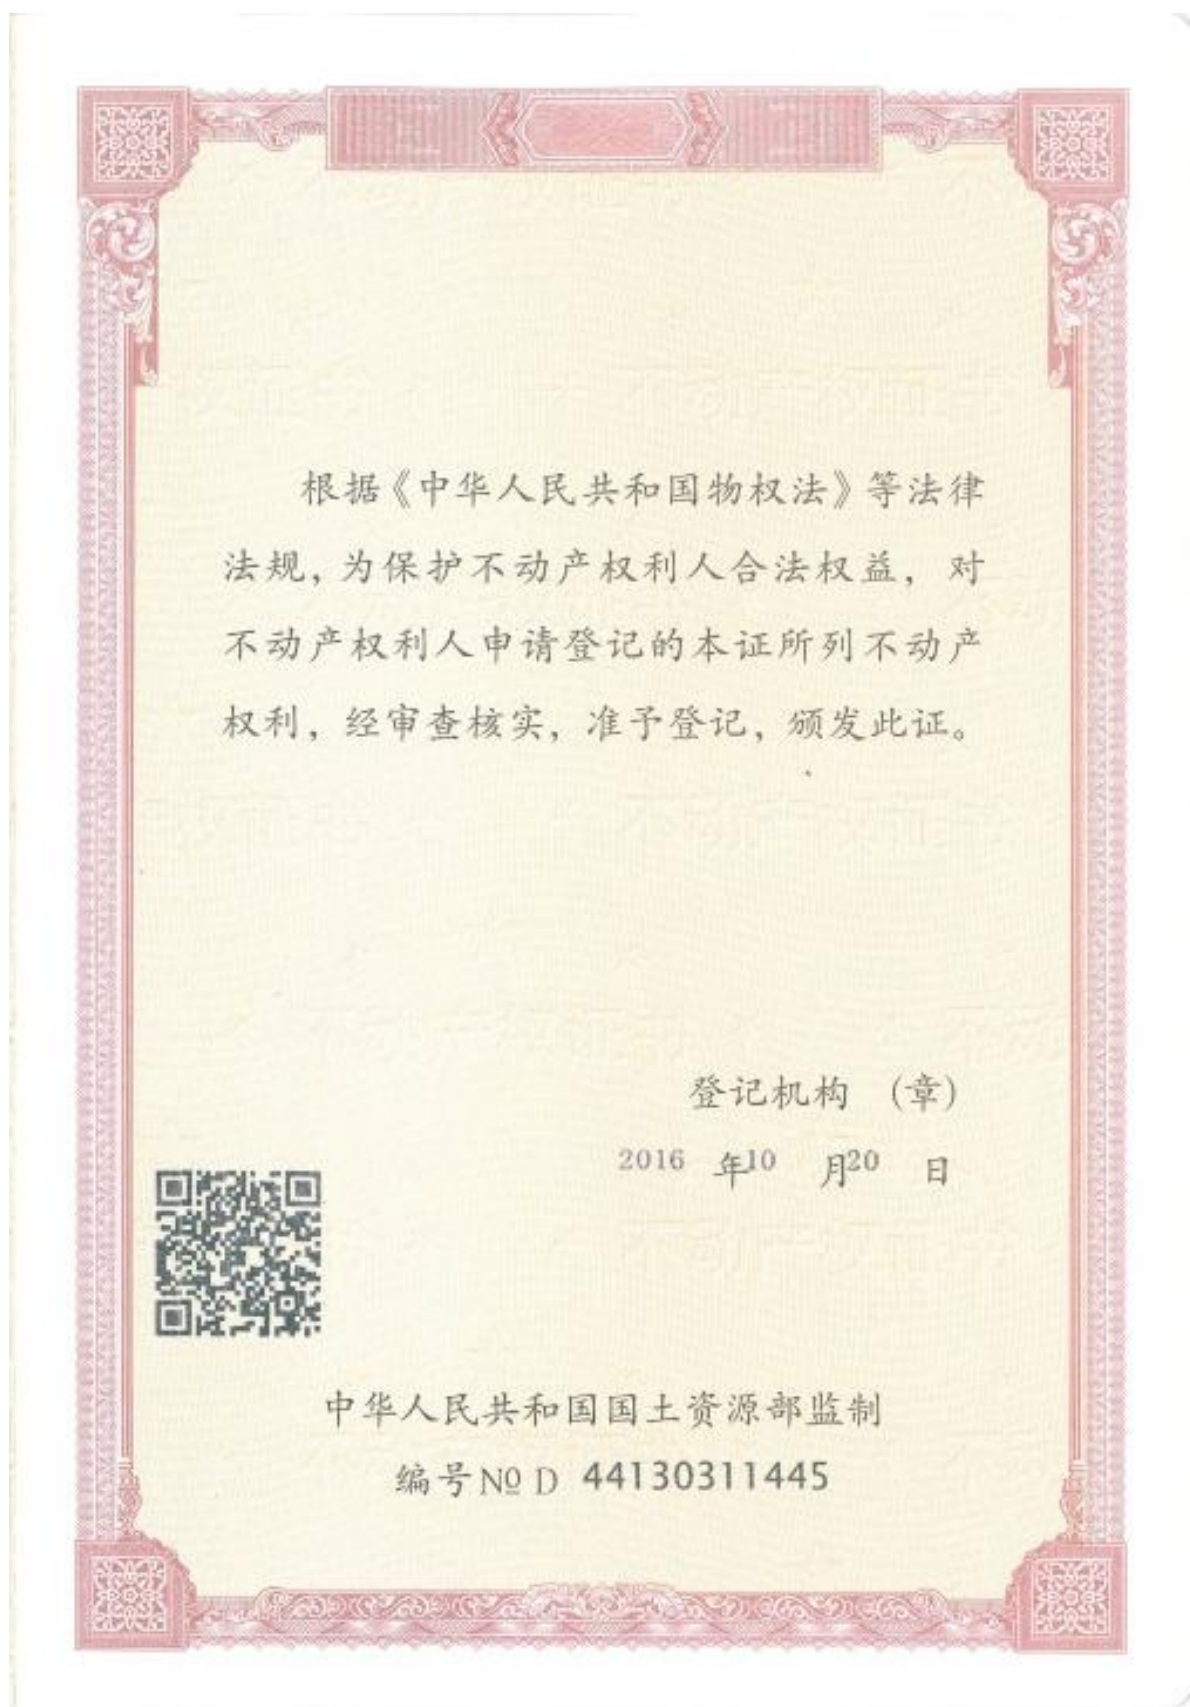 根据《中华人民共和国物权法》等法律
法规，为保护不动产权利人合法权益，对
不动产权利人申请登记的本证所列不动产
权利，经审查核实，准予登记，颁发此证。
登记机构 （章）
2016 年10 月20 日
中华人民共和国国土资源部监制
编号№ D 44130311445